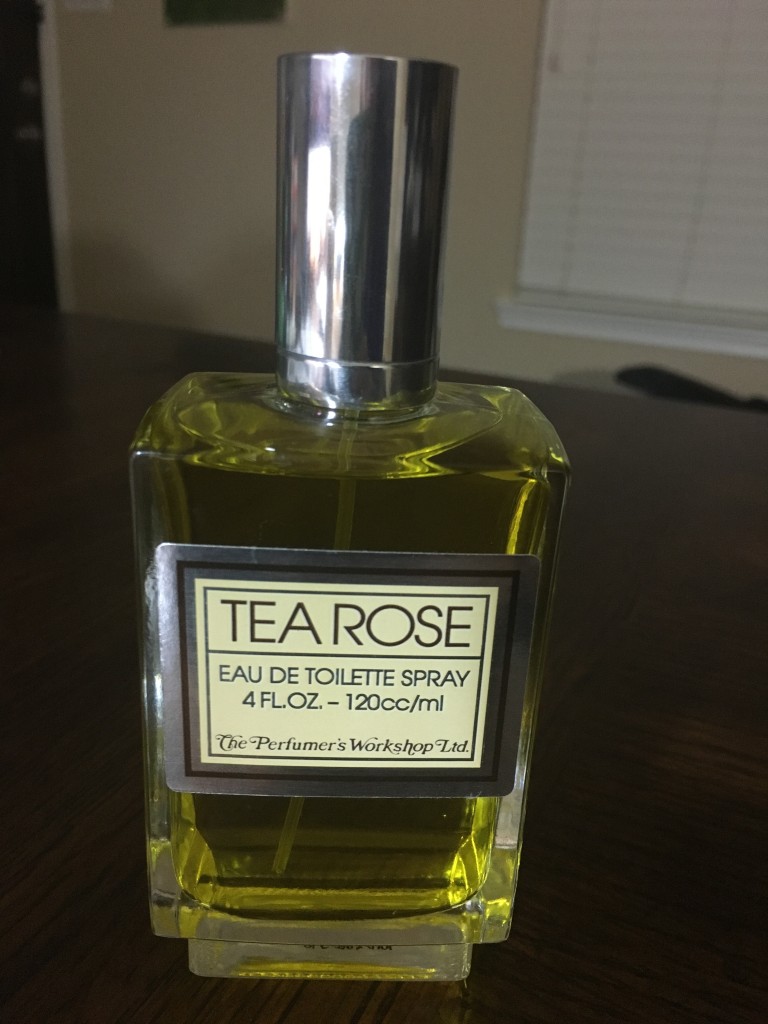 TEA ROSE
EAU DE TOILETTE SPRAY
4 FL.OZ. – 120cc/ml
The Perfumer's Workshop Ltd.